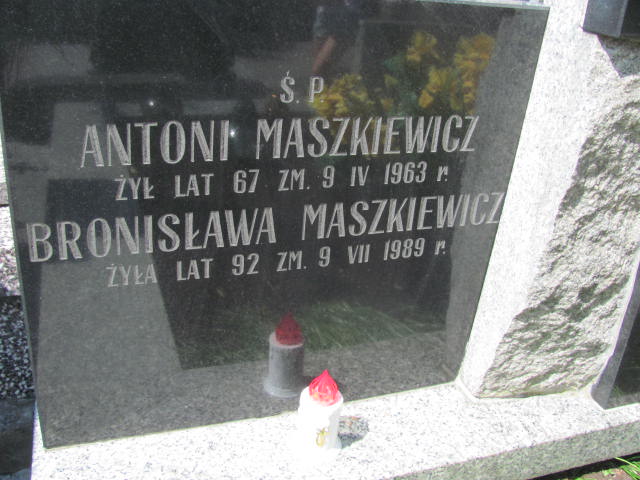 Ś. P
ANTONI MASZKIEWICZ
ŻYŁ LAT 67 ZM. 9 IV 1963 r.
BRONISŁAWA MASZKIEWICZ
ŻYŁA LAT 92 ZM. 9 VII 1989 r.